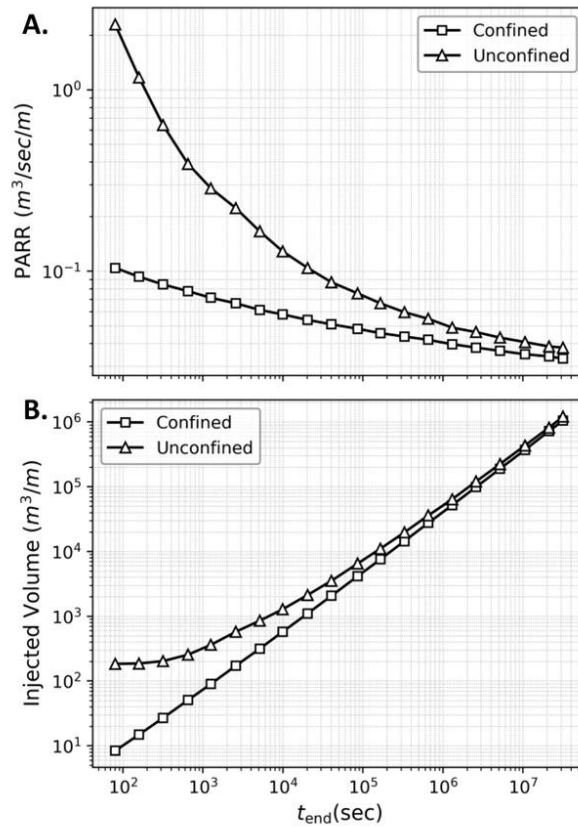 A.
Confined
Unconfined
PARR (m³/sec/m)
10⁰
10⁻¹
B.
Confined
Unconfined
Injected Volume (m³/m)
10⁶
10⁵
10⁴
10³
10²
10¹
10² 10³ 10⁴ 10⁵ 10⁶ 10⁷
t_end(sec)